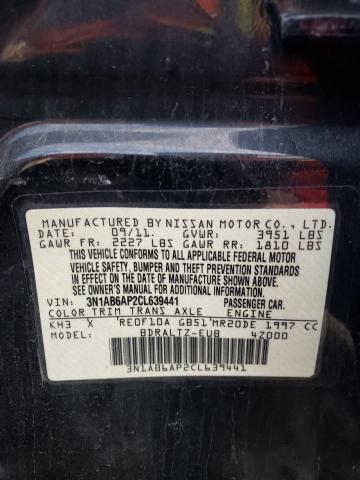 MANUFACTURED BY NISSAN MOTOR CO., LTD.
DATE: 09/11. GVWR: 3951 LBS
GAWR FR: 2227 LBS GAWR RR: 1810 LBS
THIS VEHICLE CONFORMS TO ALL APPLICABLE FEDERAL
MOTOR VEHICLE SAFETY, BUMPER, AND THEFT PREVENTION
STANDARDS IN EFFECT ON THE DATE OF
MANUFACTURE SHOWN ABOVE.
SEE OWNER'S MANUAL FOR ADDITIONAL INFORMATION.
VIN: 3N1AB6AP2CL639441 PASSENGER CAR.
COLOR TRIM TRANS AXLE ENGINE
KH3 X RE0F10A GB51 MR20DE 1997 CC
MODEL: BDRALTZ-EUB 4Z000
3N1AB6AP2CL639441